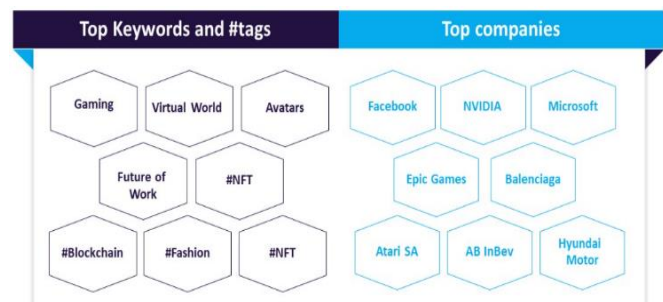 Top Keywords and #tags
Top companies
Gaming
Virtual World
Avatars
Future of
Work
#NFT
#Blockchain
#Fashion
#NFT
Facebook
NVIDIA
Microsoft
Epic Games
Balenciaga
Atari SA
AB InBev
Hyundai
Motor